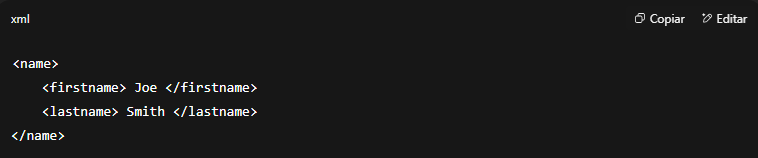 xml Copiar Editar
<name>
<firstname> Joe </firstname>
<lastname> Smith </lastname>
</name>